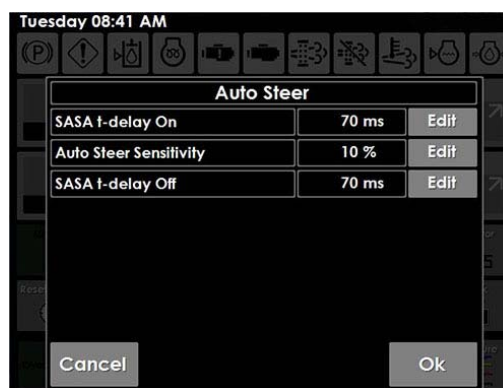 Tuesday 08:41 AM
Auto Steer
SASA t-delay On 70 ms Edit
Auto Steer Sensitivity 10 % Edit
SASA t-delay Off 70 ms Edit
Cancel Ok